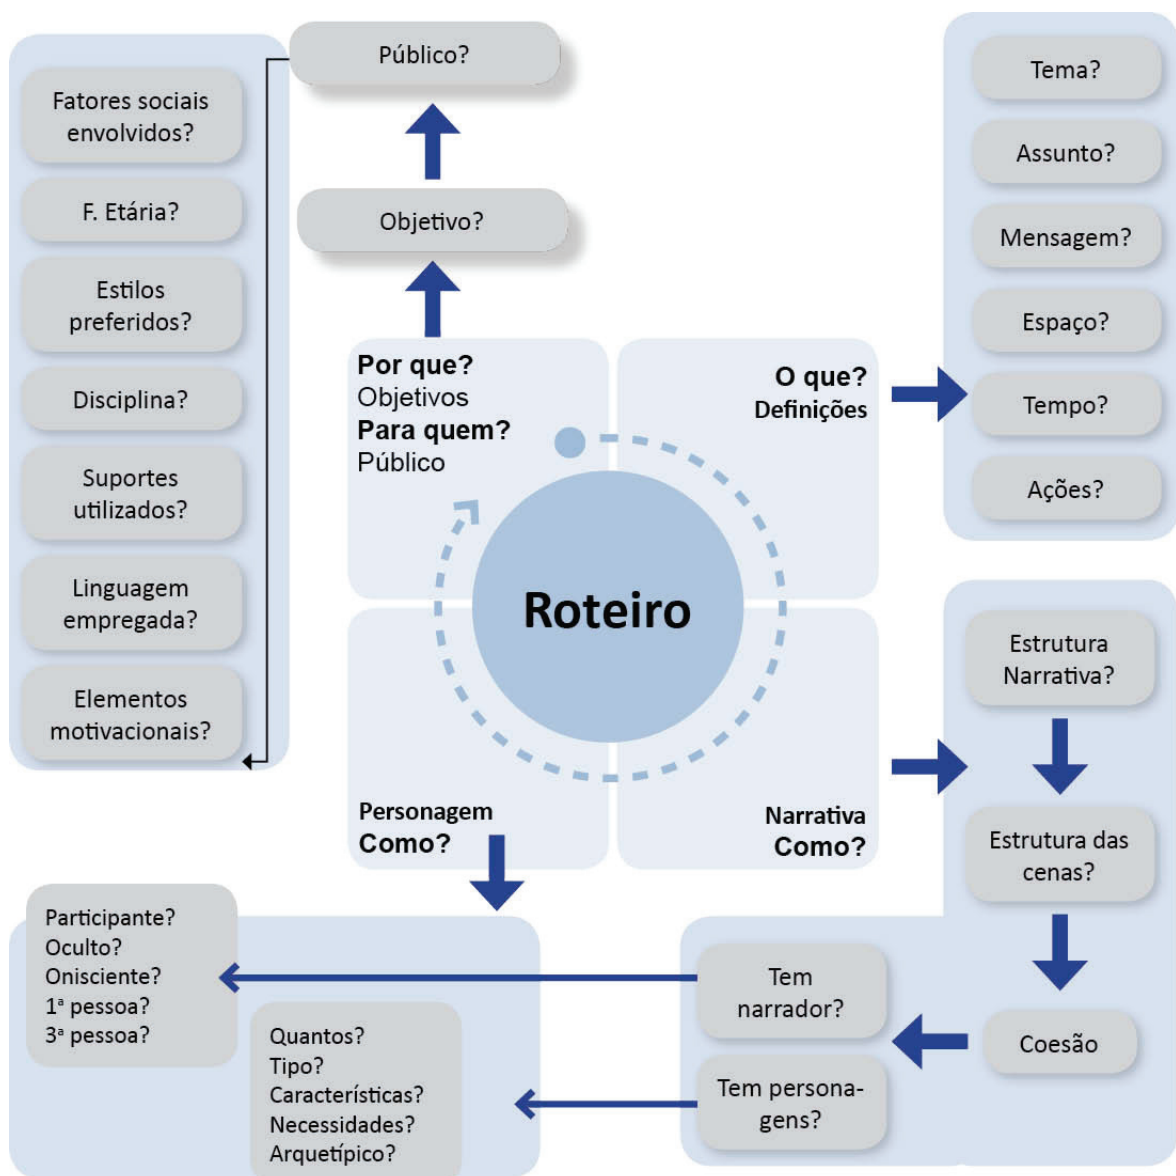 Público?
Fatores sociais
envolvidos?
F. Etária?
Estilos
preferidos?
Disciplina?
Suportes
utilizados?
Linguagem
empregada?
Elementos
motivacionais?
Objetivo?
Por que?
Objetivos
Para quem?
Público
O que?
Definições
Tema?
Assunto?
Mensagem?
Espaço?
Tempo?
Ações?
Roteiro
Personagem
Como?
Narrativa
Como?
Estrutura
Narrativa?
Estrutura das
cenas?
Coesão
Tem
narrador?
Tem persona-
gens?
Participante?
Oculto?
Onisciente?
1ª pessoa?
3ª pessoa?
Quantos?
Tipo?
Características?
Necessidades?
Arquetípico?